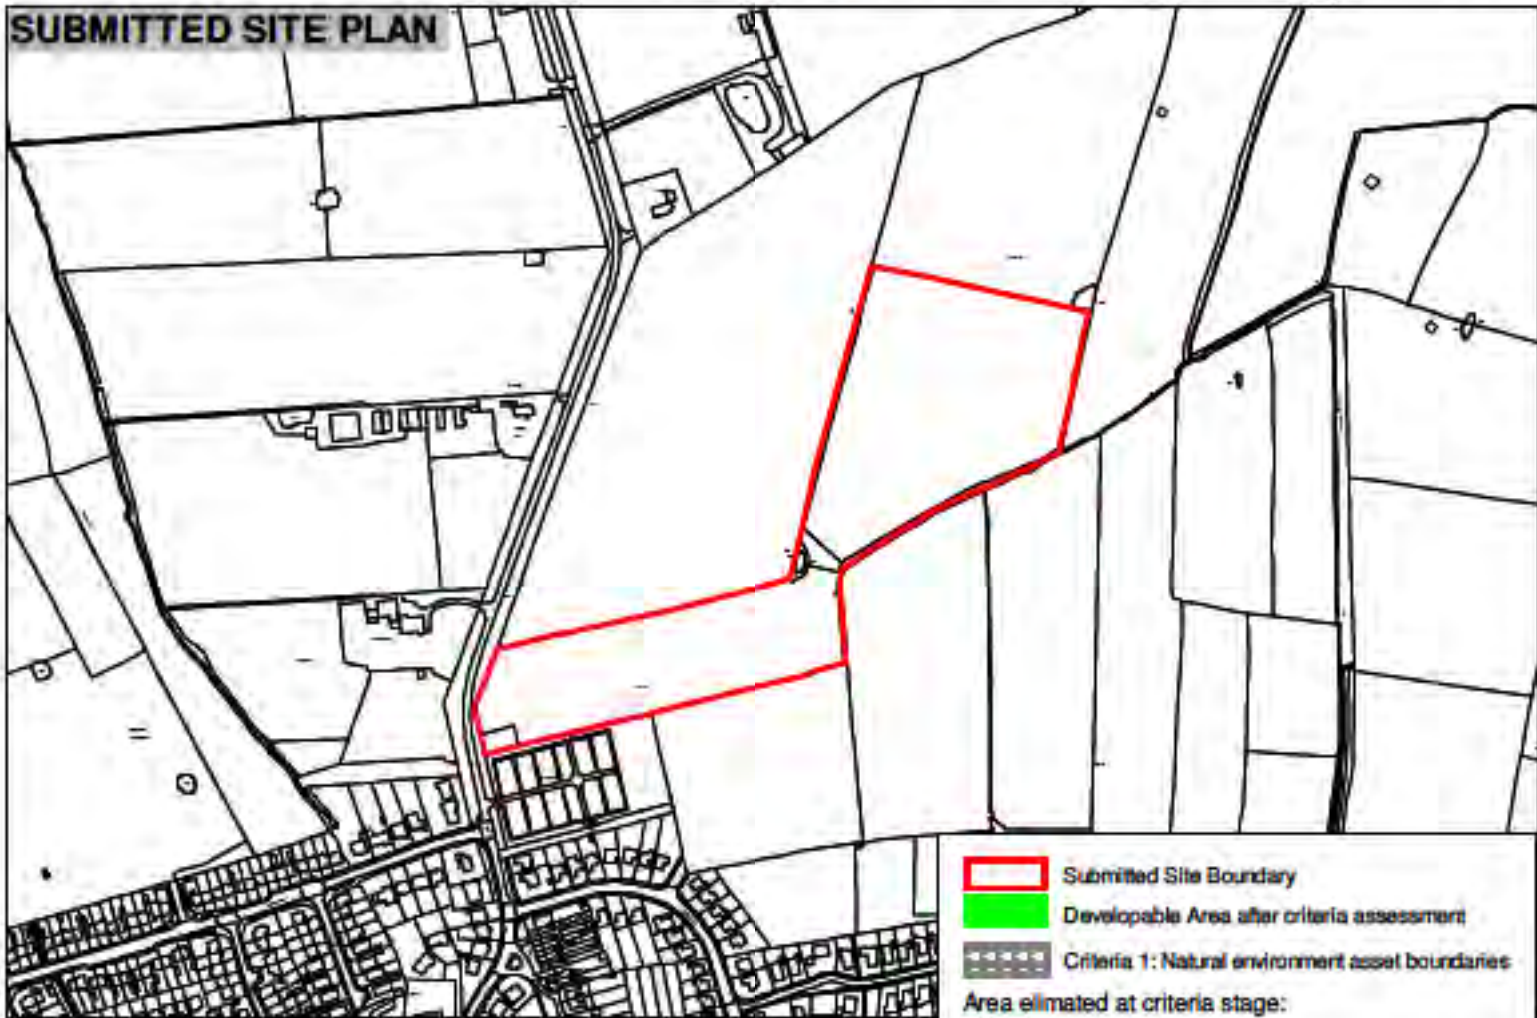 SUBMITTED SITE PLAN
Submitted Site Boundary
Developable Area after criteria assessment
Criteria 1: Natural environment asset boundaries
Area elimated at criteria stage: